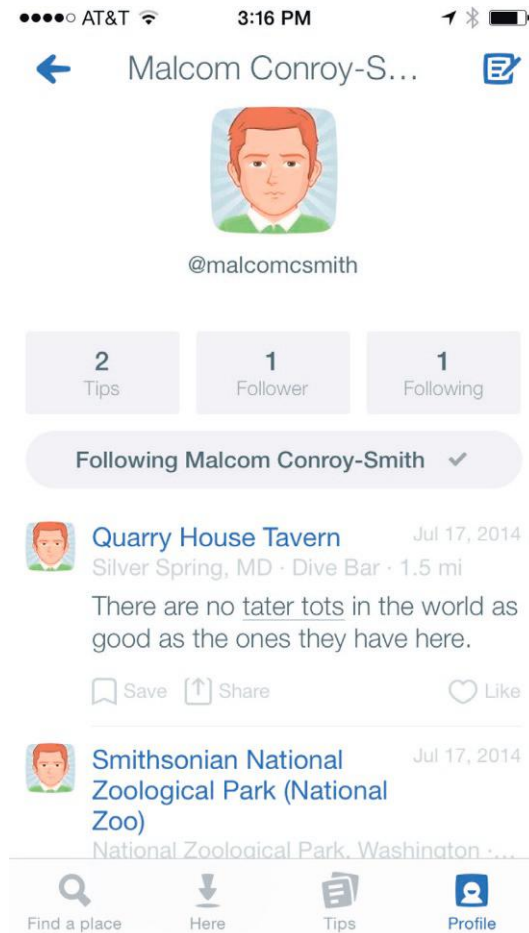 AT&T 3:16 PM
Malcom Conroy-S...
@malcomcsmith
2 1 1
Tips Follower Following
Following Malcom Conroy-Smith
Quarry House Tavern Jul 17, 2014
Silver Spring, MD · Dive Bar · 1.5 mi
There are no tater tots in the world as
good as the ones they have here.
Save Share Like
Smithsonian National Jul 17, 2014
Zoological Park (National
Zoo)
National Zoological Park, Washington ·...
Find a place Here Tips Profile